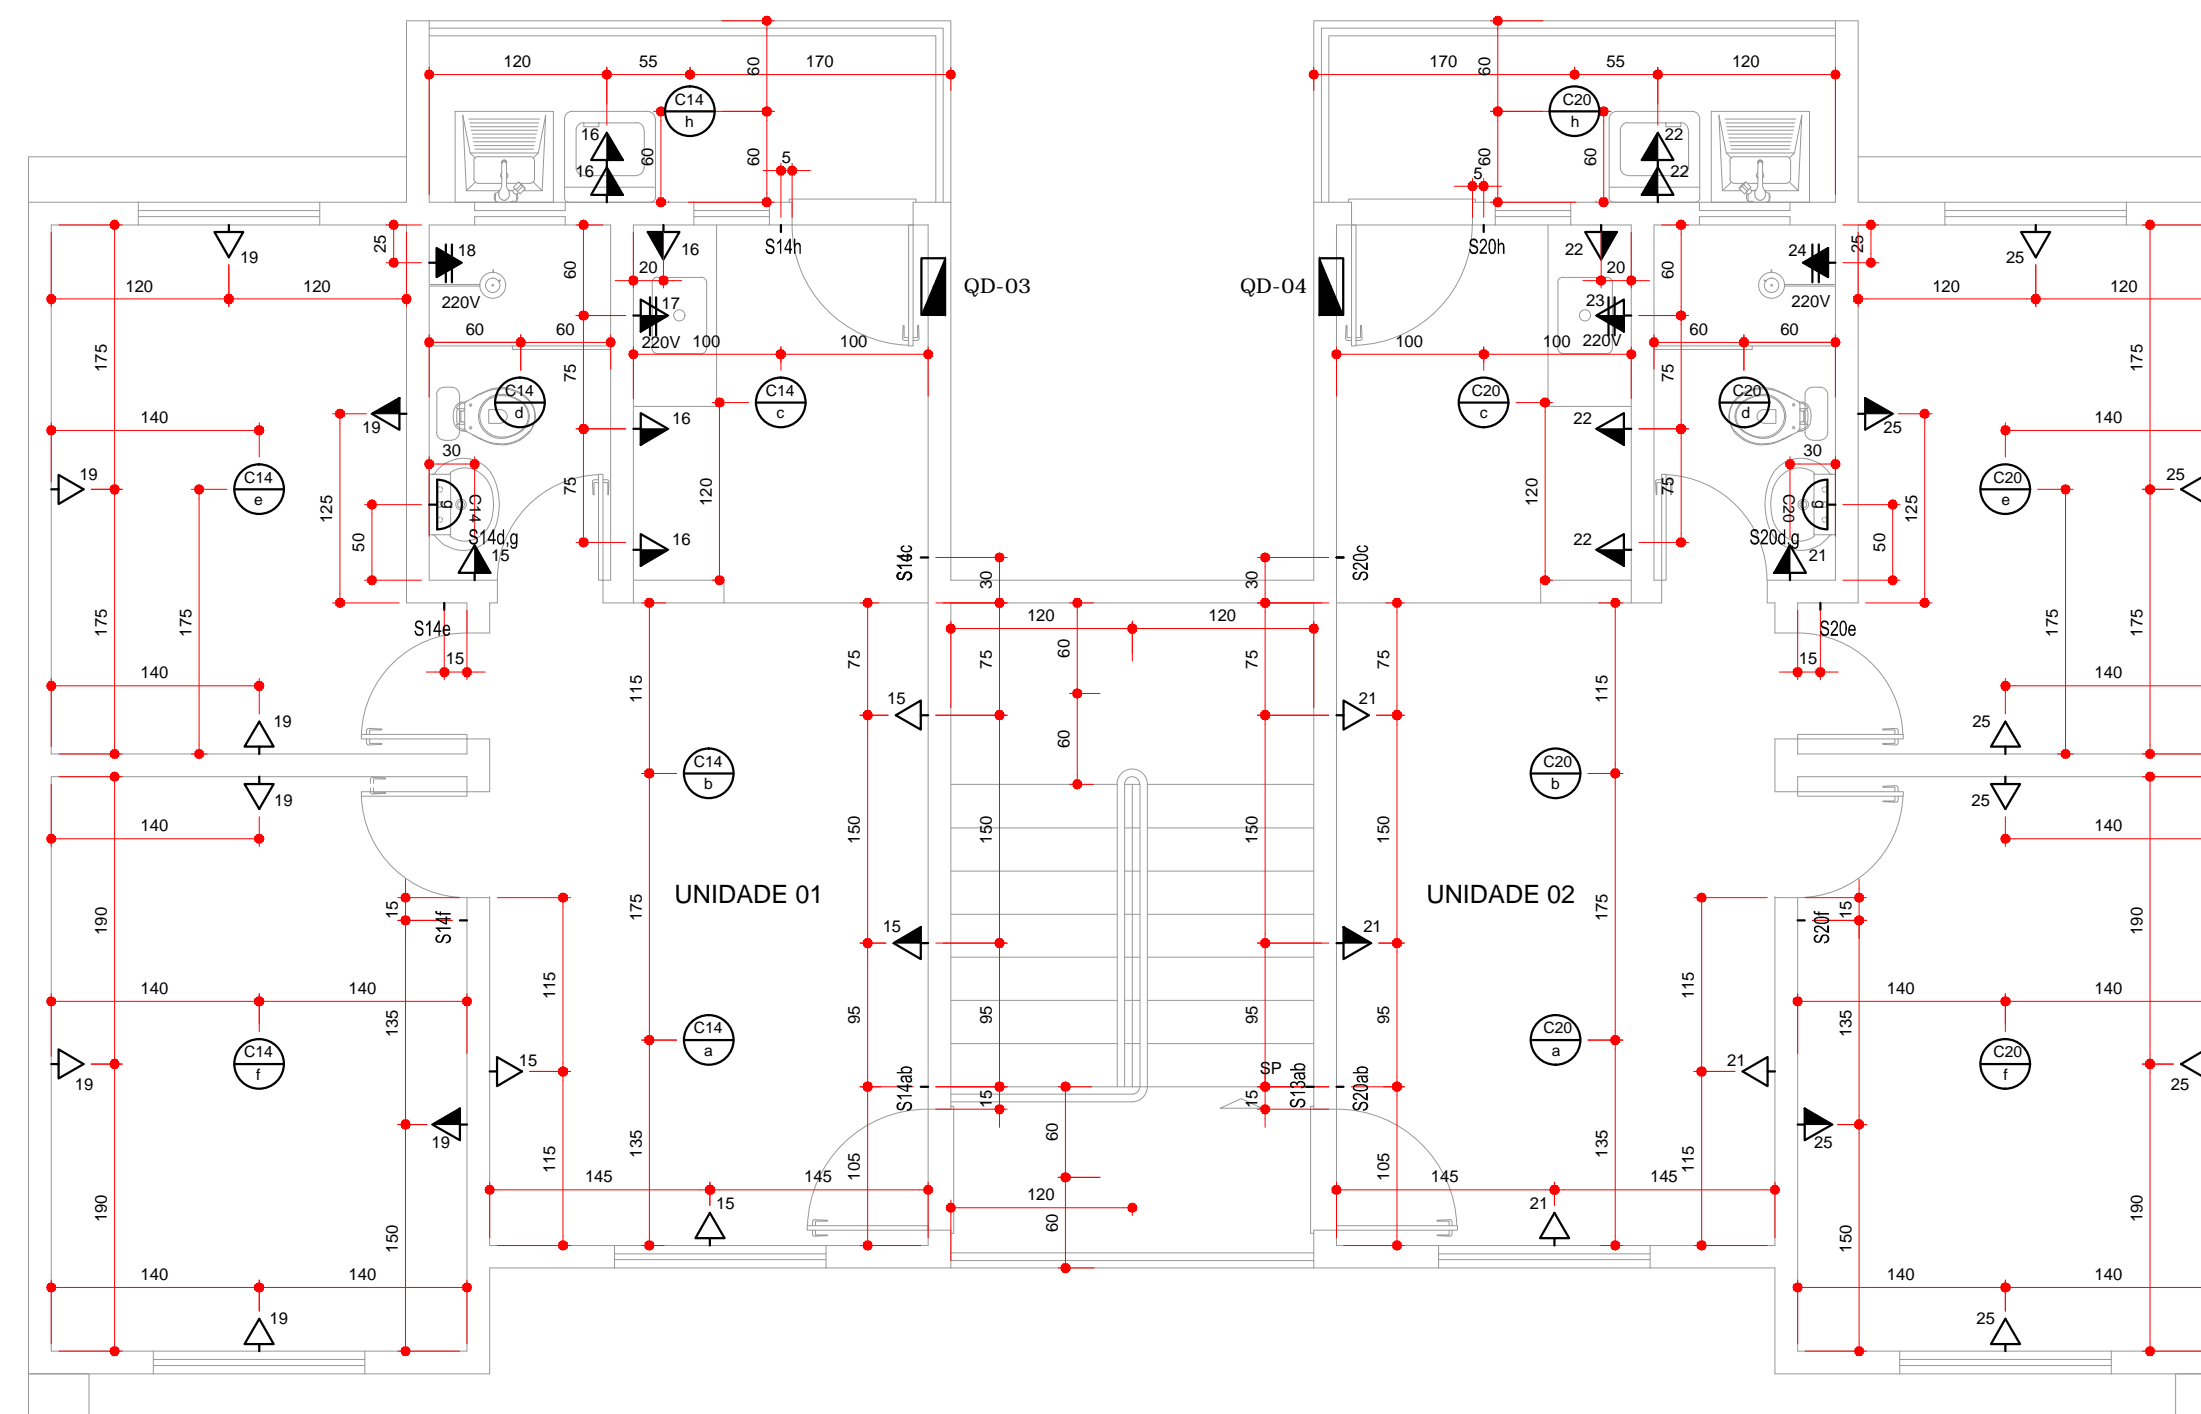 120 55 60 170 170 60 55 120
C14 h C20 h
16 16 60 60 5 60 5 60 22 22
25 18 220V 60 20 16 S14h S20h 22 20 60 24 220V 25
19 25
QD-03 QD-04
120 120 17 220V 23 220V 120 120
175 60 60 100 100 100 100 60 60 175
75 75
C14 d C14 c C20 c C20 d
140 19 16 22 25 140
30 30
19 C14 e 125 50 g C14 S14d,g 15 75 120 16 120 22 75 C20 g S20d,g 21 50 125 C20 e 25
S14c S20c
30 30
175 175 S14e 15 120 120 S20e 15 175 175
140 115 75 75 60 75 75 115 140
19 15 60 21 25
C14 b C20 b
19 25
140 140
150 150 150 150
190 15 S14f 175 UNIDADE 01 UNIDADE 02 175 15 S20f 190
15 21
140 140 135 115 95 95 95 95 115 135 140 140
C14 f C14 a C20 a C20 f
19 15 S14ab SP S18ab S20ab 21 25
15 15
19 115 135 105 60 105 135 115 25
190 150 145 145 120 145 145 150 190
15 60 21
140 140 140 140
19 25